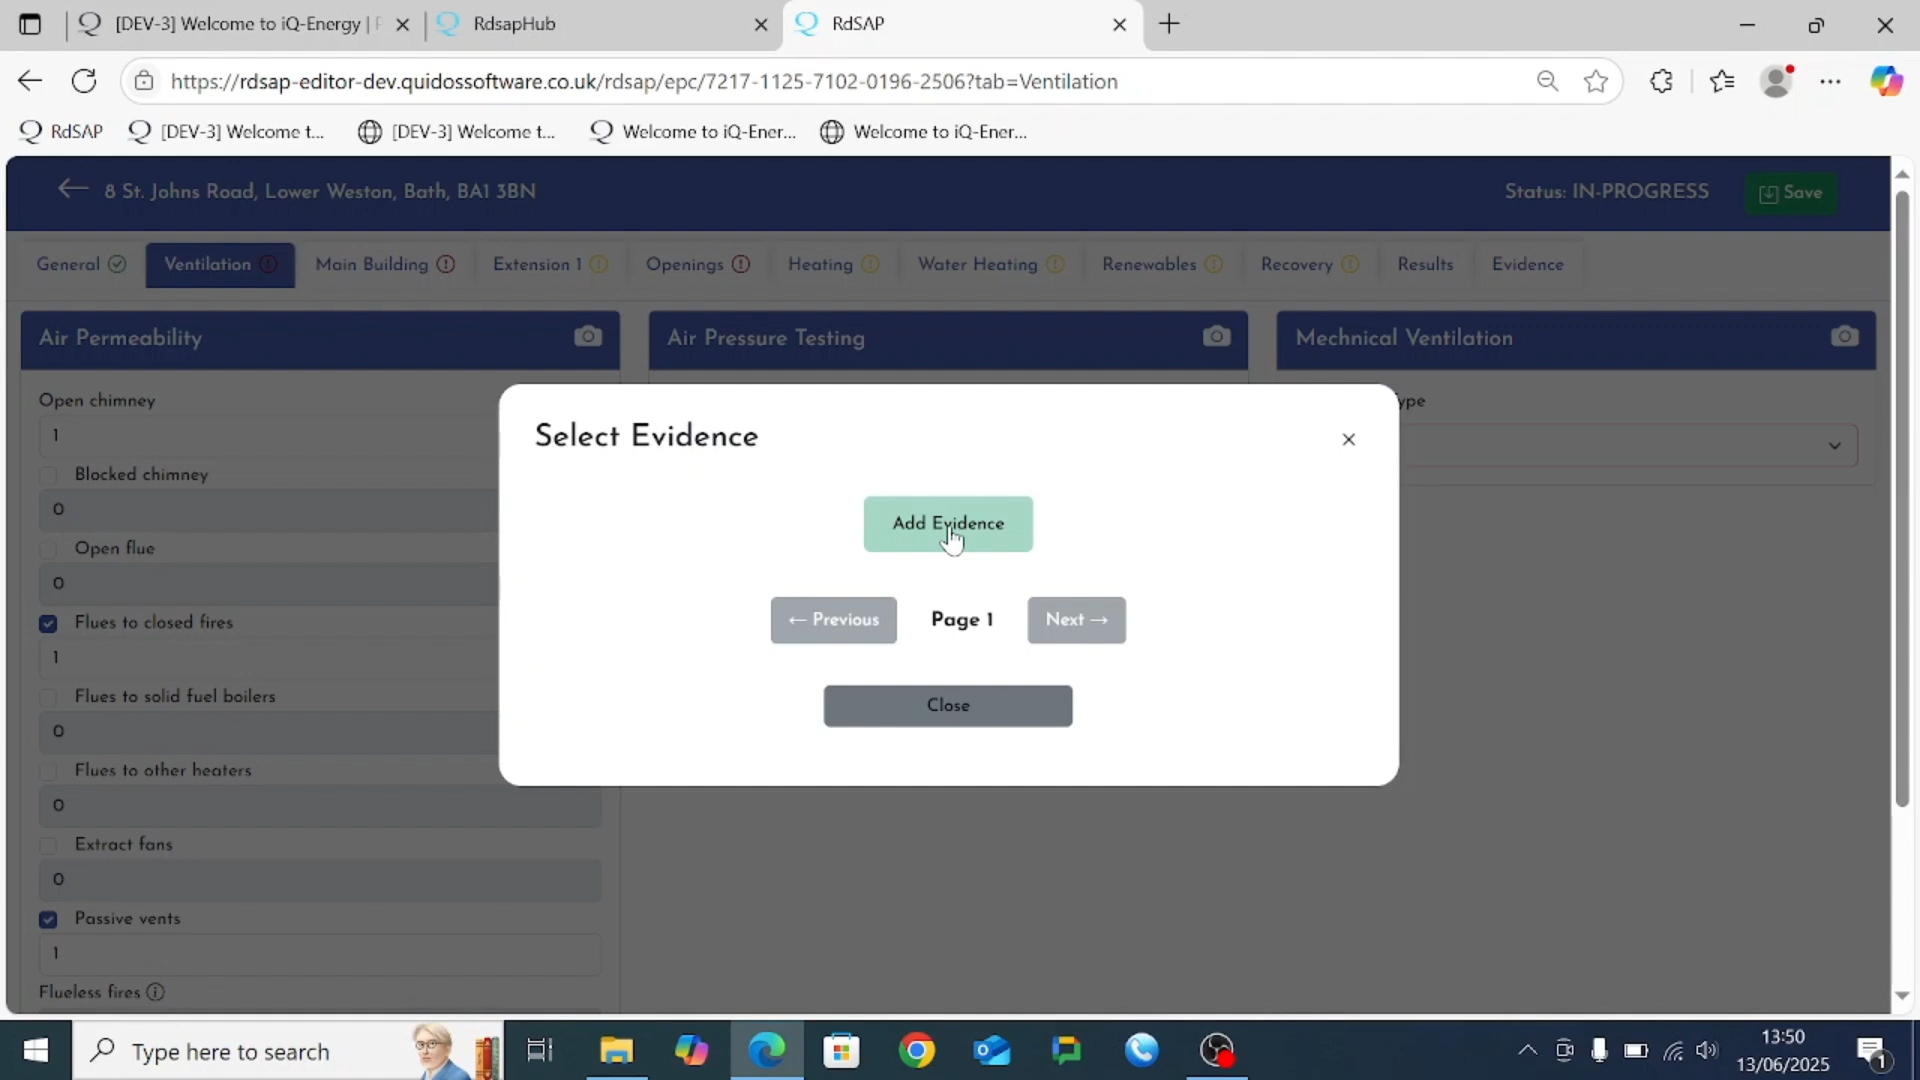 [DEV-3] Welcome to iQ-Energy | P
RdsapHub
RdSAP
https://rdsap-editor-dev.quidossoftware.co.uk/rdsap/epc/7217-1125-7102-0196-2506?tab=Ventilation
RdSAP
[DEV-3] Welcome t...
[DEV-3] Welcome t...
Welcome to iQ-Ener...
Welcome to iQ-Ener...
8 St. Johns Road, Lower Weston, Bath, BA1 3BN
Status: IN-PROGRESS
Save
General
Ventilation
Main Building
Extension 1
Openings
Heating
Water Heating
Renewables
Recovery
Results
Evidence
Air Permeability
Air Pressure Testing
Mechnical Ventilation
Open chimney
1
Blocked chimney
0
Open flue
0
Flues to closed fires
1
Flues to solid fuel boilers
0
Flues to other heaters
0
Extract fans
0
Passive vents
1
Flueless fires
ype
Select Evidence
×
Add Evidence
← Previous
Page 1
Next →
Close
Type here to search
13:50
13/06/2025
1